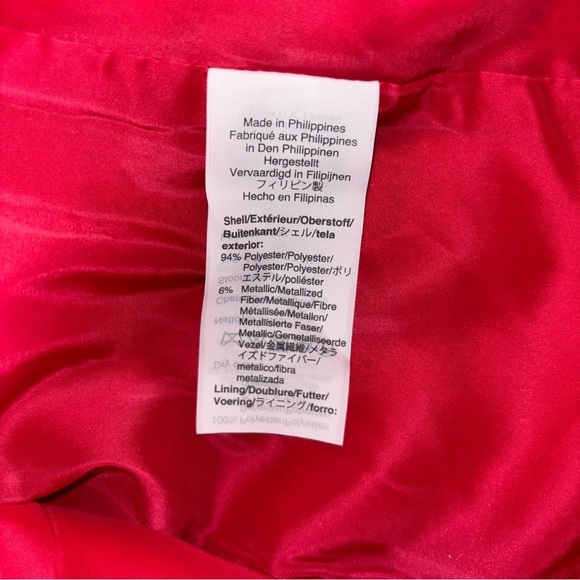 Made in Philippines
Fabriqué aux Philippines
in Den Philippinen
Hergestellt
Vervaardigd in Filipijnen
フィリピン製
Hecho en Filipinas
Shell/Extérieur/Oberstoff/
Buitenkant/シェル/tela
exterior:
94% Polyester/Polyester/
Polyester/Polyester/ポリ
エステル/poliéster
6% Metallic/Metallized
Fiber/Metallique/Fibre
Métallisée/Metallon/
Metallisierte Faser/
Metallic/Gemetalliseerde
Vezel/金属繊維/メタラ
イズドファイバー/
metalico/fibra
metalizada
Lining/Doublure/Futter/
Voering/ライニング/forro:
100% Polyester/Polyester/